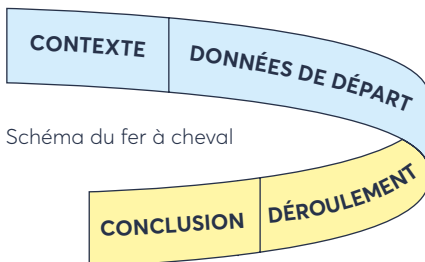 CONTEXTE
DONNÉES DE DÉPART
Schéma du fer à cheval
CONCLUSION
DÉROULEMENT